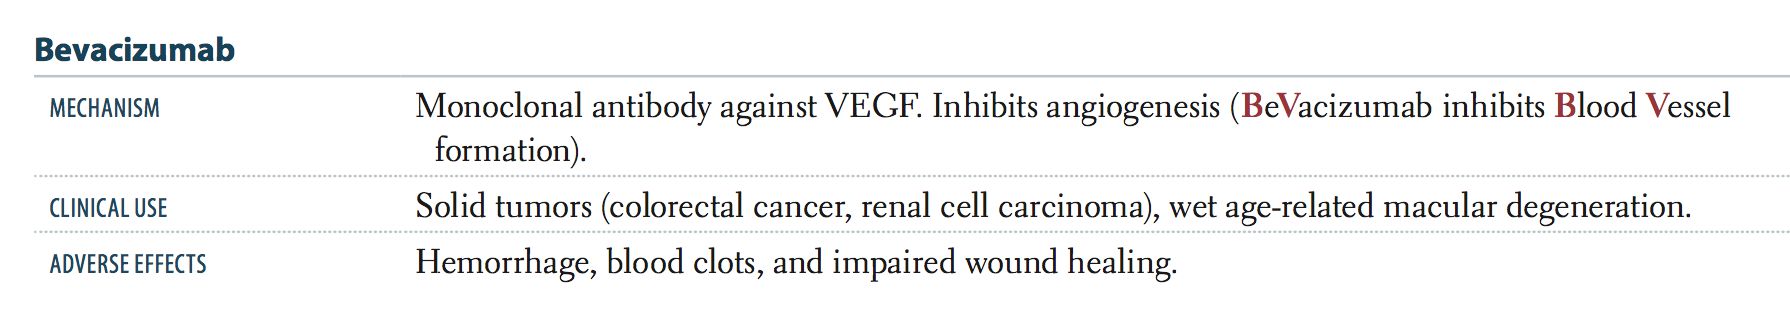 Bevacizumab
MECHANISM Monoclonal antibody against VEGF. Inhibits angiogenesis (BeVacizumab inhibits Blood Vessel
formation).
CLINICAL USE Solid tumors (colorectal cancer, renal cell carcinoma), wet age-related macular degeneration.
ADVERSE EFFECTS Hemorrhage, blood clots, and impaired wound healing.